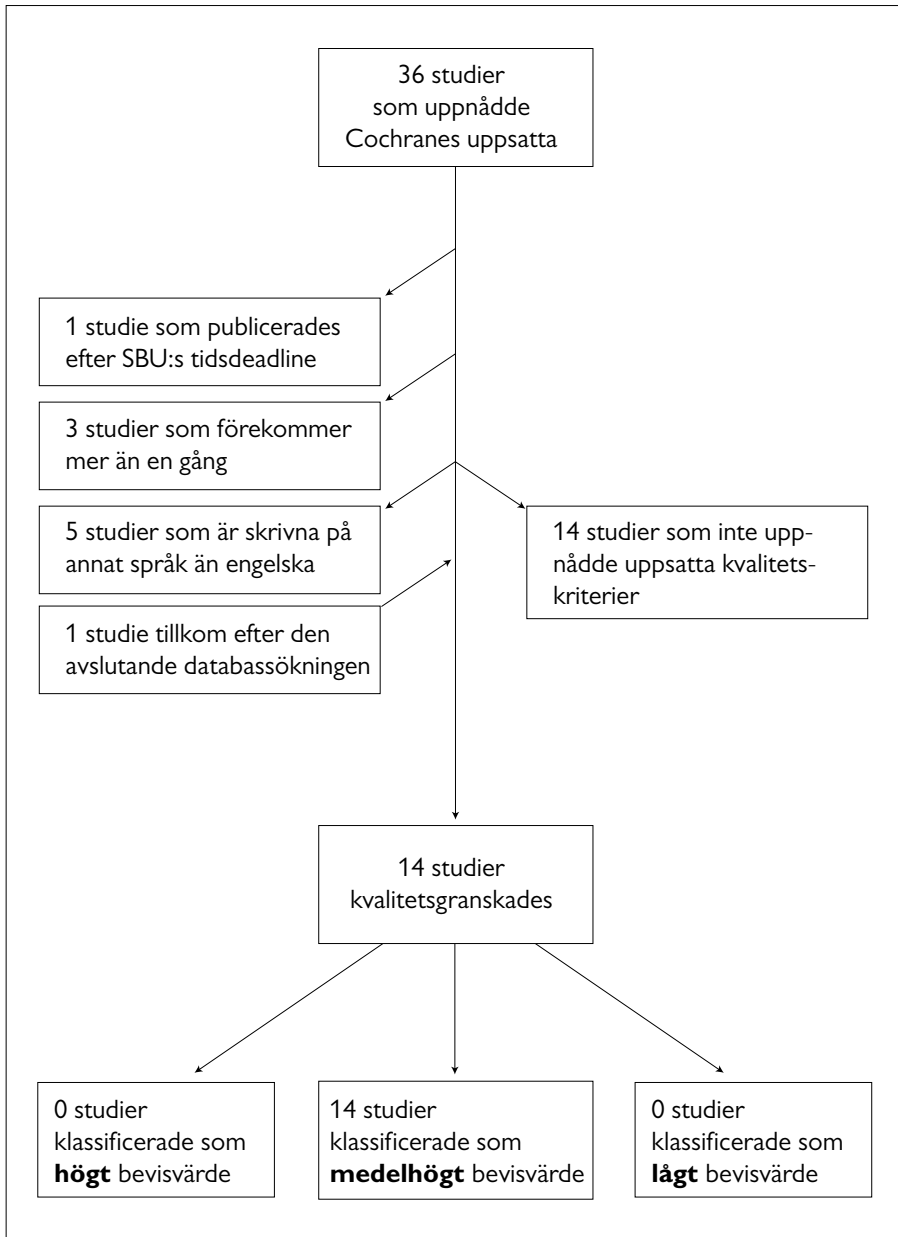 36 studier
som uppnådde
Cochranes uppsatta
1 studie som publicerades
efter SBU:s tidsdeadline
3 studier som förekommer
mer än en gång
5 studier som är skrivna på
annat språk än engelska
14 studier som inte upp-
nådde uppsatta kvalitets-
kriterier
1 studie tillkom efter den
avslutande databassökningen
14 studier
kvalitetsgranskades
0 studier
klassificerade som
högt bevisvärde
14 studier
klassificerade som
medelhögt bevisvärde
0 studier
klassificerade som
lågt bevisvärde